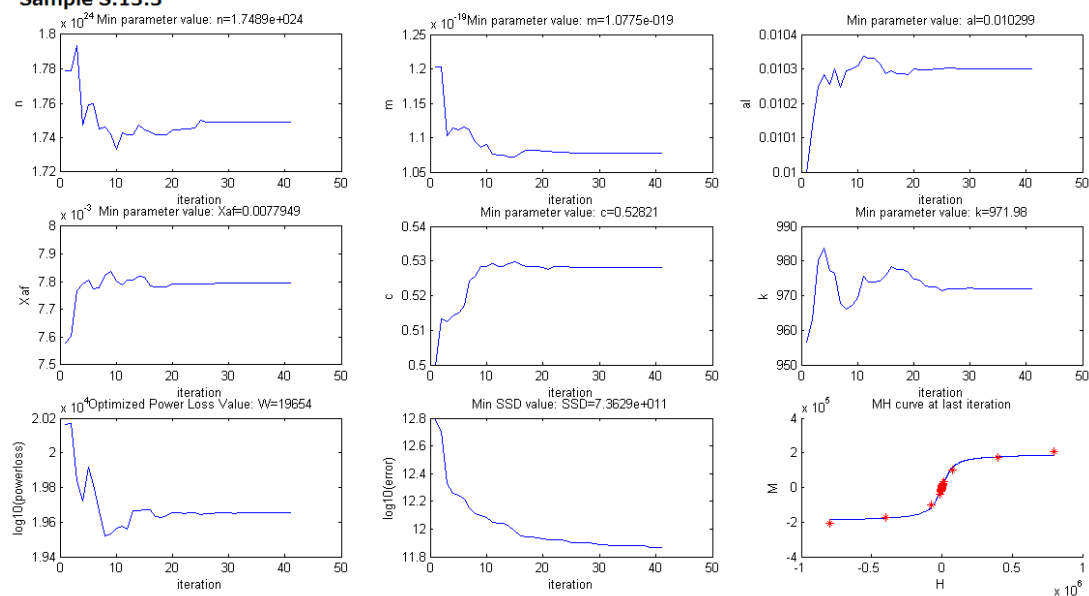 Sample S.15.3
x 10^24 Min parameter value: n=1.7489e+024
1.8
1.78
1.76
1.74
1.72
n
0 10 20 30 40 50
iteration
x 10^-19 Min parameter value: m=1.0775e-019
1.25
1.2
1.15
1.1
1.05
m
0 10 20 30 40 50
iteration
Min parameter value: al=0.010299
0.0104
0.0103
0.0102
0.0101
0.01
al
0 10 20 30 40 50
iteration
x 10^-3 Min parameter value: Xaf=0.0077949
8
7.9
7.8
7.7
7.6
7.5
Xaf
0 10 20 30 40 50
iteration
Min parameter value: c=0.52821
0.54
0.53
0.52
0.51
0.5
c
0 10 20 30 40 50
iteration
Min parameter value: k=971.98
990
980
970
960
950
k
0 10 20 30 40 50
iteration
x 10^4 Optimized Power Loss Value: W=19654
2.02
2
1.98
1.96
1.94
log10(powerloss)
0 10 20 30 40 50
iteration
Min SSD value: SSD=7.3629e+011
12.8
12.6
12.4
12.2
12
11.8
log10(error)
0 10 20 30 40 50
iteration
x 10^5 MH curve at last iteration
4
2
0
-2
-4
M
-1 -0.5 0 0.5 1
H
x 10^6